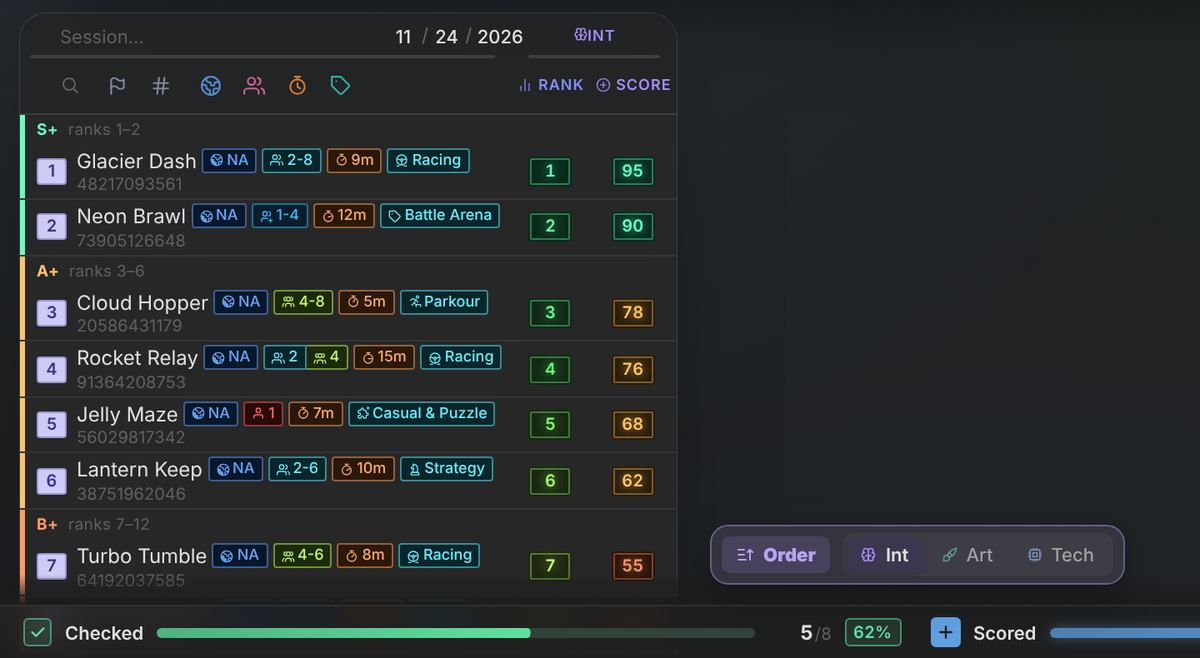 Session... 11 / 24 / 2026 INT
# RANK SCORE
S+ ranks 1–2
1 Glacier Dash NA 2-8 9m Racing 1 95
48217093561
2 Neon Brawl NA 1-4 12m Battle Arena 2 90
73905126648
A+ ranks 3–6
3 Cloud Hopper NA 4-8 5m Parkour 3 78
20586431179
4 Rocket Relay NA 2 4 15m Racing 4 76
91364208753
5 Jelly Maze NA 1 7m Casual & Puzzle 5 68
56029817342
6 Lantern Keep NA 2-6 10m Strategy 6 62
38751962046
B+ ranks 7–12
7 Turbo Tumble NA 4-6 8m Racing 7 55
64192037585
Order Int Art Tech
Checked 5/8 62% Scored